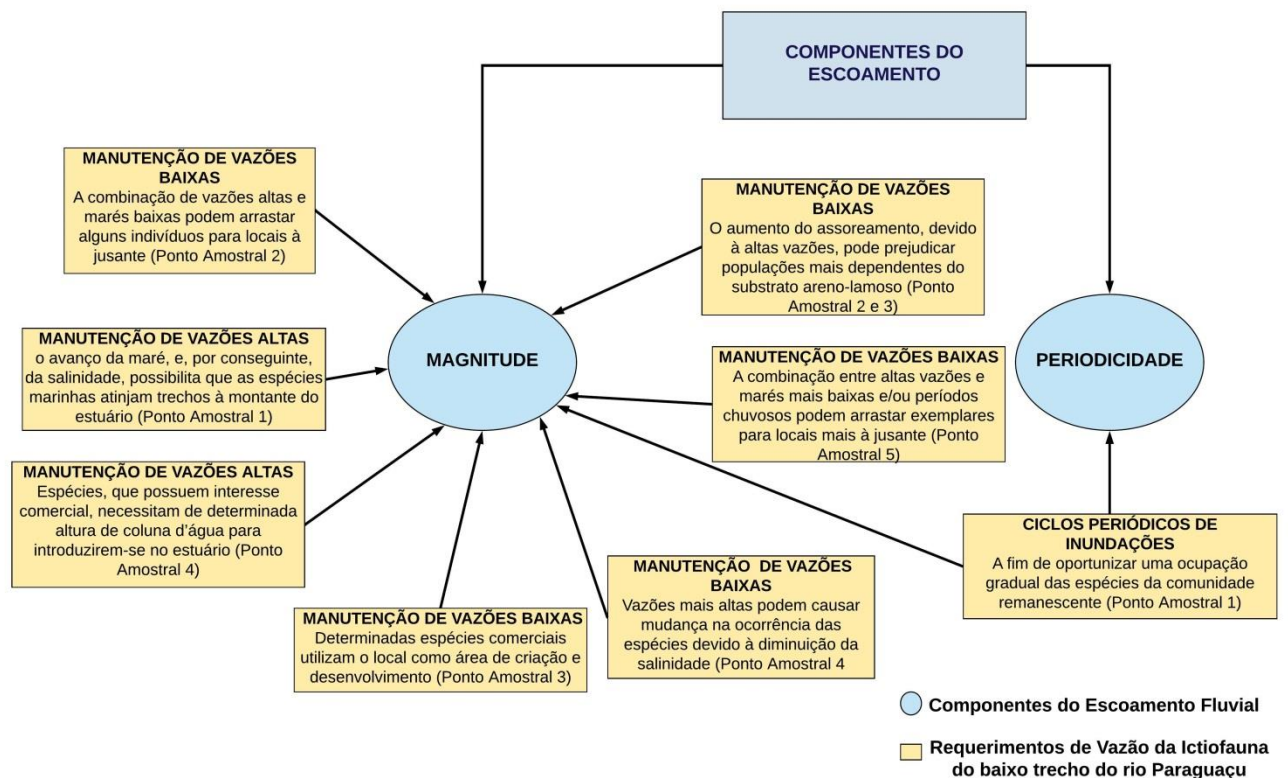 COMPONENTES DO
ESCOAMENTO
MANUTENÇÃO DE VAZÕES
BAIXAS
A combinação de vazões altas e
marés baixas podem arrastar
alguns indivíduos para locais à
jusante (Ponto Amostral 2)
MANUTENÇÃO DE VAZÕES
BAIXAS
O aumento do assoreamento, devido
à altas vazões, pode prejudicar
populações mais dependentes do
substrato areno-lamoso (Ponto
Amostral 2 e 3)
MANUTENÇÃO DE VAZÕES ALTAS
o avanço da maré, e, por conseguinte,
da salinidade, possibilita que as espécies
marinhas atinjam trechos à montante do
estuário (Ponto Amostral 1)
MAGNITUDE
MANUTENÇÃO DE VAZÕES BAIXAS
A combinação entre altas vazões e
marés mais baixas e/ou períodos
chuvosos podem arrastar exemplares
para locais mais à jusante (Ponto
Amostral 5)
PERIODICIDADE
MANUTENÇÃO DE VAZÕES ALTAS
Espécies, que possuem interesse
comercial, necessitam de determinada
altura de coluna d'água para
introduzirem-se no estuário (Ponto
Amostral 4)
MANUTENÇÃO DE VAZÕES BAIXAS
Determinadas espécies comerciais
utilizam o local como área de criação e
desenvolvimento (Ponto Amostral 3)
MANUTENÇÃO DE VAZÕES
BAIXAS
Vazões mais altas podem causar
mudança na ocorrência das
espécies devido à diminuição da
salinidade (Ponto Amostral 4
CICLOS PERIÓDICOS DE
INUNDAÇÕES
A fim de oportunizar uma ocupação
gradual das espécies da comunidade
remanescente (Ponto Amostral 1)
Componentes do Escoamento Fluvial
Requerimentos de Vazão da Ictiofauna
do baixo trecho do rio Paraguaçu